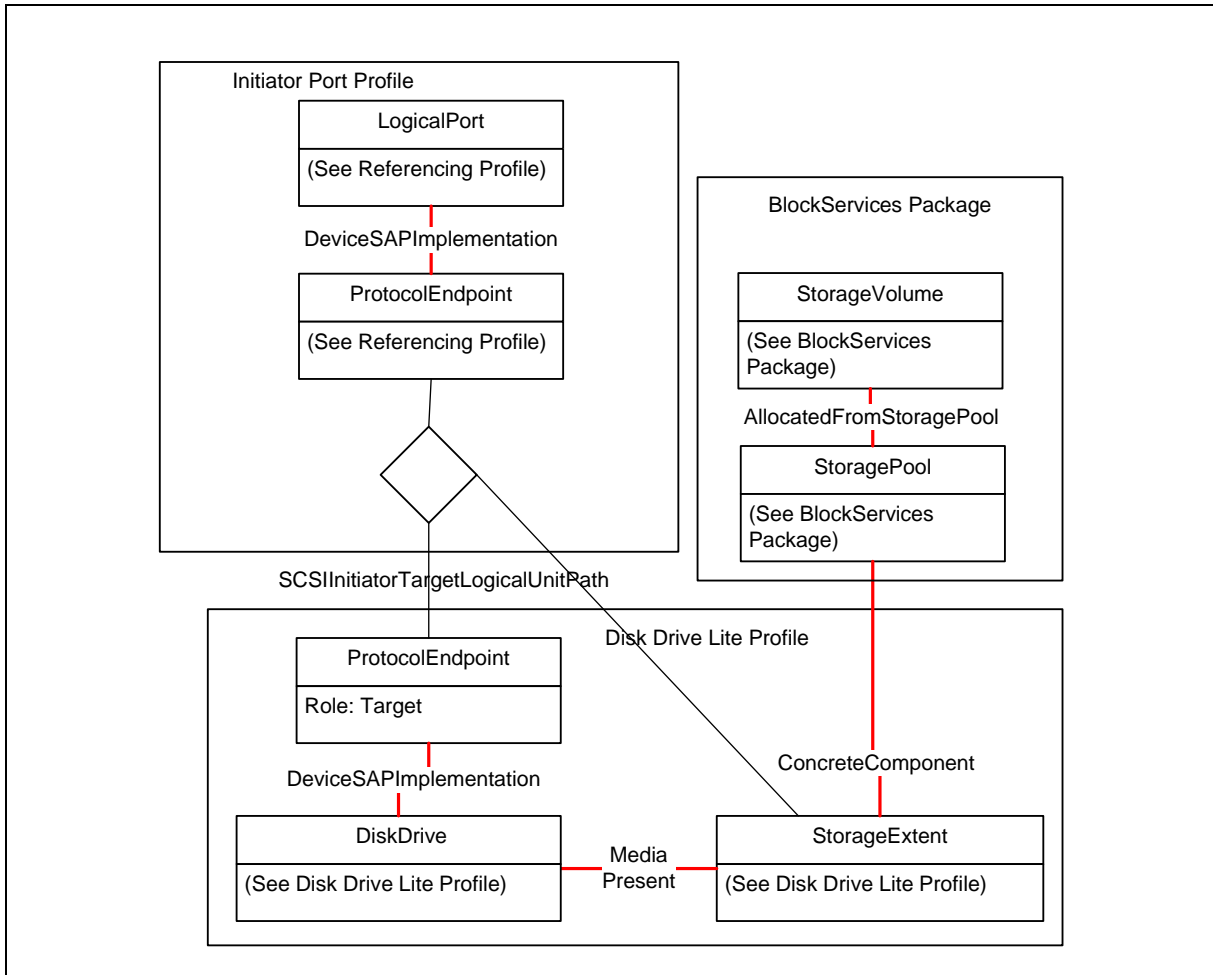 Initiator Port Profile
LogicalPort
(See Referencing Profile)
DeviceSAPImplementation
ProtocolEndpoint
(See Referencing Profile)
BlockServices Package
StorageVolume
(See BlockServices
Package)
AllocatedFromStoragePool
StoragePool
(See BlockServices
Package)
SCSIInitiatorTargetLogicalUnitPath
Disk Drive Lite Profile
ProtocolEndpoint
Role: Target
DeviceSAPImplementation
ConcreteComponent
DiskDrive
(See Disk Drive Lite Profile)
Media
Present
StorageExtent
(See Disk Drive Lite Profile)